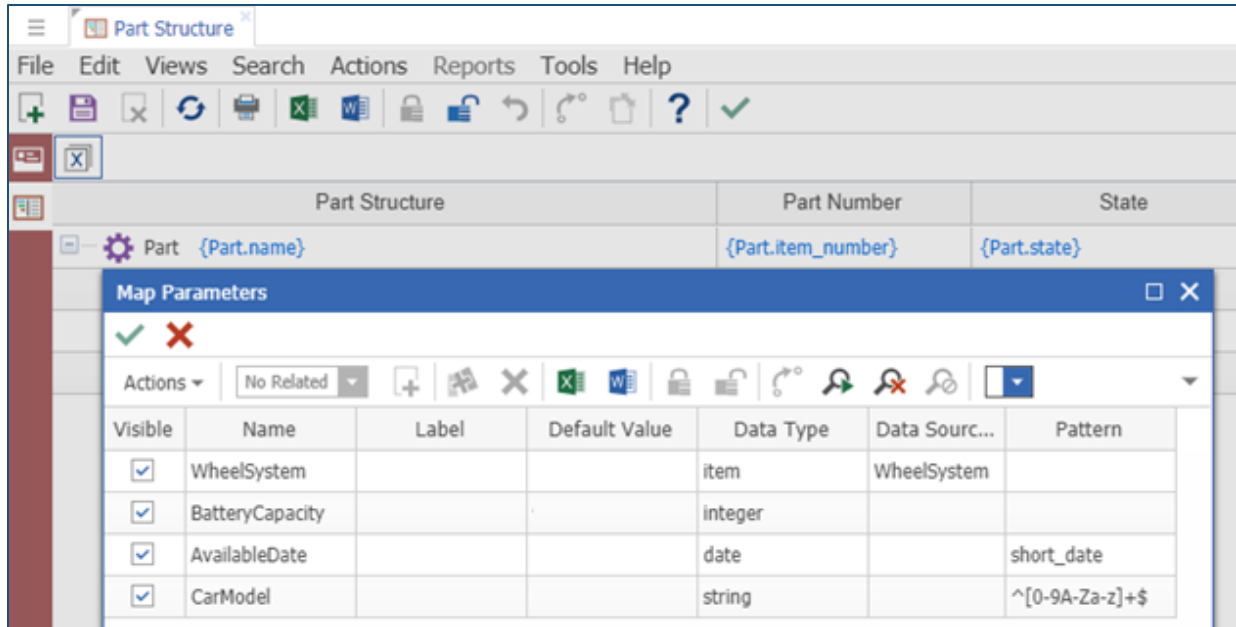 Part Structure
File Edit Views Search Actions Reports Tools Help
Part Structure Part Number State
Part {Part.name} {Part.item_number} {Part.state}
Map Parameters
Actions No Related
Visible Name Label Default Value Data Type Data Sourc... Pattern
WheelSystem item WheelSystem
BatteryCapacity integer
AvailableDate date short_date
CarModel string ^[0-9A-Za-z]+$